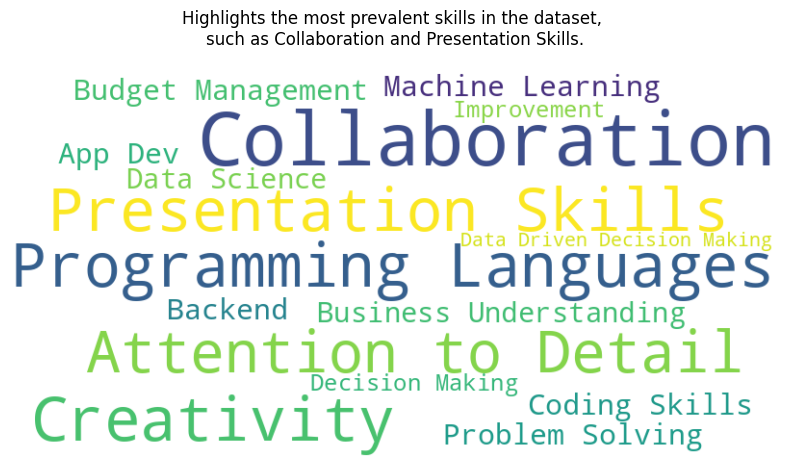 Highlights the most prevalent skills in the dataset,
such as Collaboration and Presentation Skills.
Budget Management
Machine Learning
Improvement
Collaboration
App Dev
Data Science
Presentation Skills
Data Driven Decision Making
Programming Languages
Backend
Business Understanding
Attention to Detail
Decision Making
Creativity
Coding Skills
Problem Solving